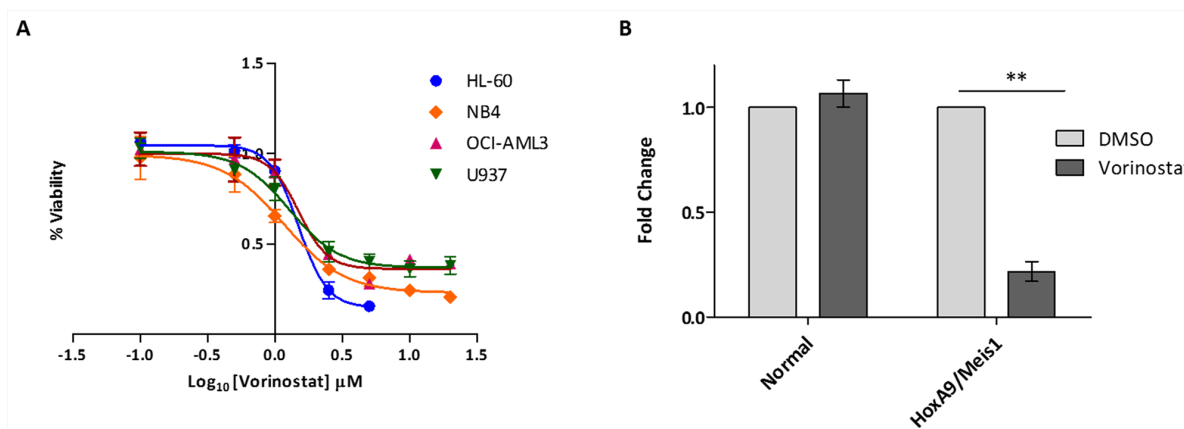 A
% Viability
1.5
1.0
0.5
-1.5
-1.0
-0.5
0.0
0.5
1.0
1.5
Log10 [Vorinostat] µM
HL-60
NB4
OCI-AML3
U937
B
Fold Change
1.0
0.5
0.0
**
Normal
HoxA9/Meis1
DMSO
Vorinostat